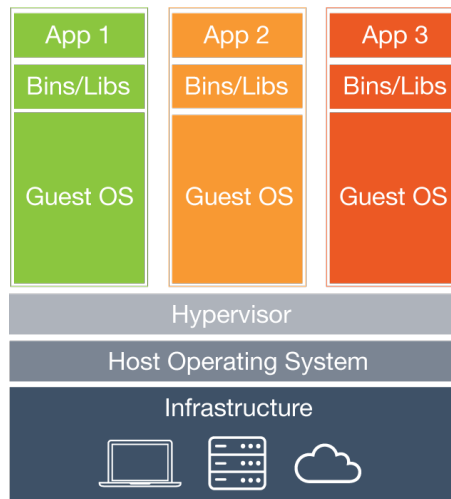 App 1
App 2
App 3
Bins/Libs
Bins/Libs
Bins/Libs
Guest OS
Guest OS
Guest OS
Hypervisor
Host Operating System
Infrastructure